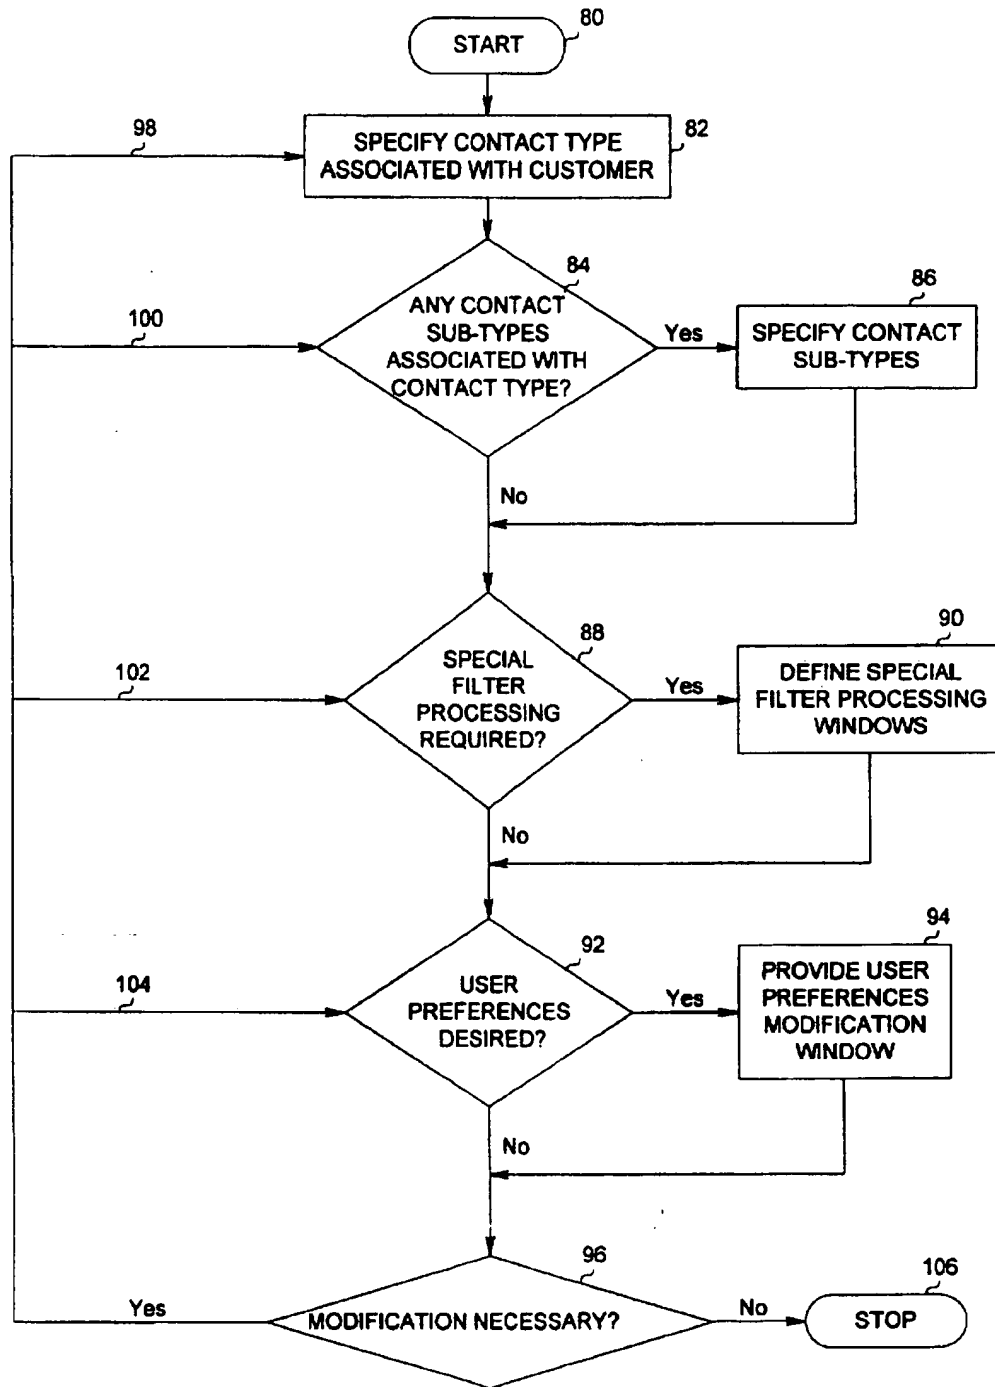 START
80
98
SPECIFY CONTACT TYPE
ASSOCIATED WITH CUSTOMER
82
84
ANY CONTACT
SUB-TYPES
ASSOCIATED WITH
CONTACT TYPE?
100
Yes
86
SPECIFY CONTACT
SUB-TYPES
No
88
SPECIAL
FILTER
PROCESSING
REQUIRED?
102
Yes
90
DEFINE SPECIAL
FILTER PROCESSING
WINDOWS
No
92
USER
PREFERENCES
DESIRED?
104
Yes
94
PROVIDE USER
PREFERENCES
MODIFICATION
WINDOW
No
96
MODIFICATION NECESSARY?
Yes
No
106
STOP